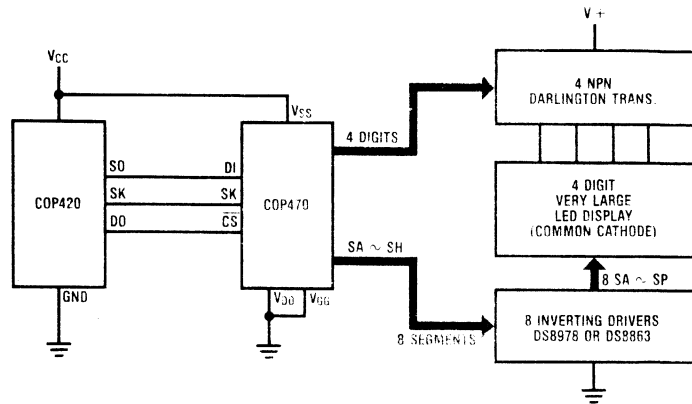 V +
VCC
4 NPN
DARLINGTON TRANS.
VSS
4 DIGITS
SO
DI
4 DIGIT
VERY LARGE
LED DISPLAY
(COMMON CATHODE)
COP420
SK
SK
COP470
DO
CS
SA ~ SH
GND
VDD
VGG
8 SA ~ SP
8 SEGMENTS
8 INVERTING DRIVERS
DS8978 OR DS8863